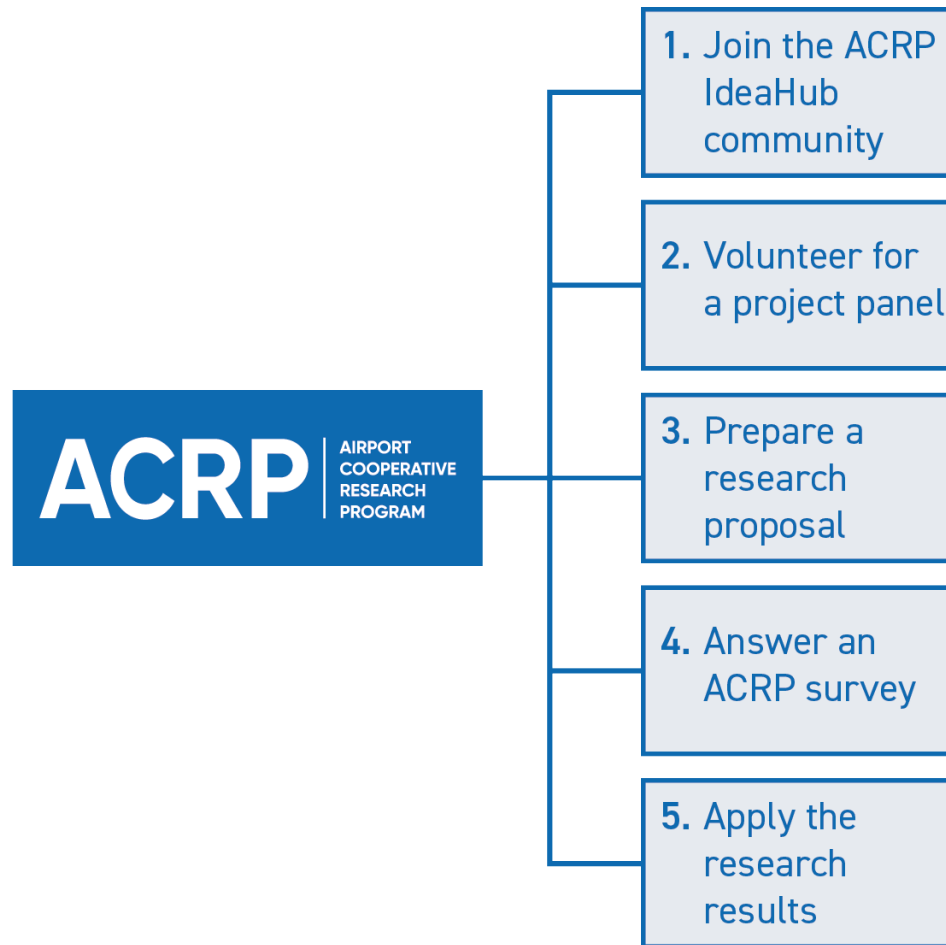 1. Join the ACRP
IdeaHub
community
2. Volunteer for
a project panel
ACRP
AIRPORT
COOPERATIVE
RESEARCH
PROGRAM
3. Prepare a
research
proposal
4. Answer an
ACRP survey
5. Apply the
research
results